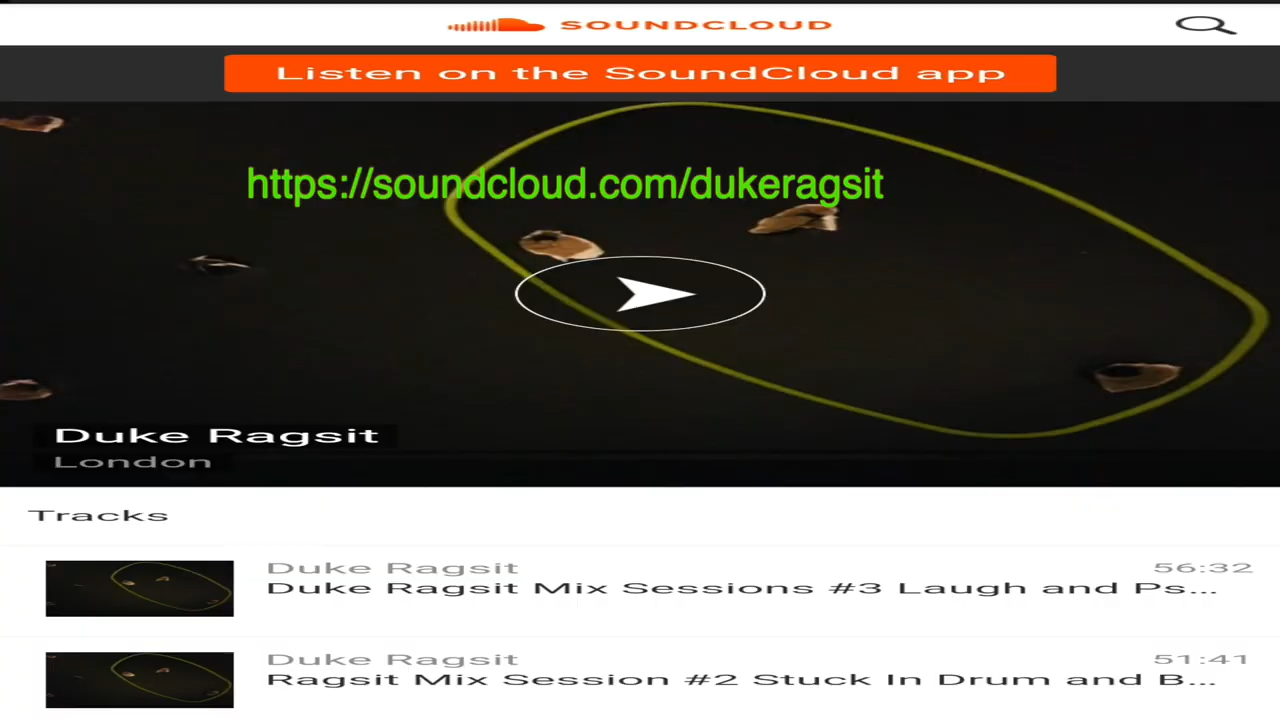 SOUNDCLOUD
Listen on the SoundCloud app
https://soundcloud.com/dukeragsit
Duke Ragsit
London
Tracks
Duke Ragsit 56:32
Duke Ragsit Mix Sessions #3 Laugh and Ps...
Duke Ragsit 51:41
Ragsit Mix Session #2 Stuck In Drum and B...